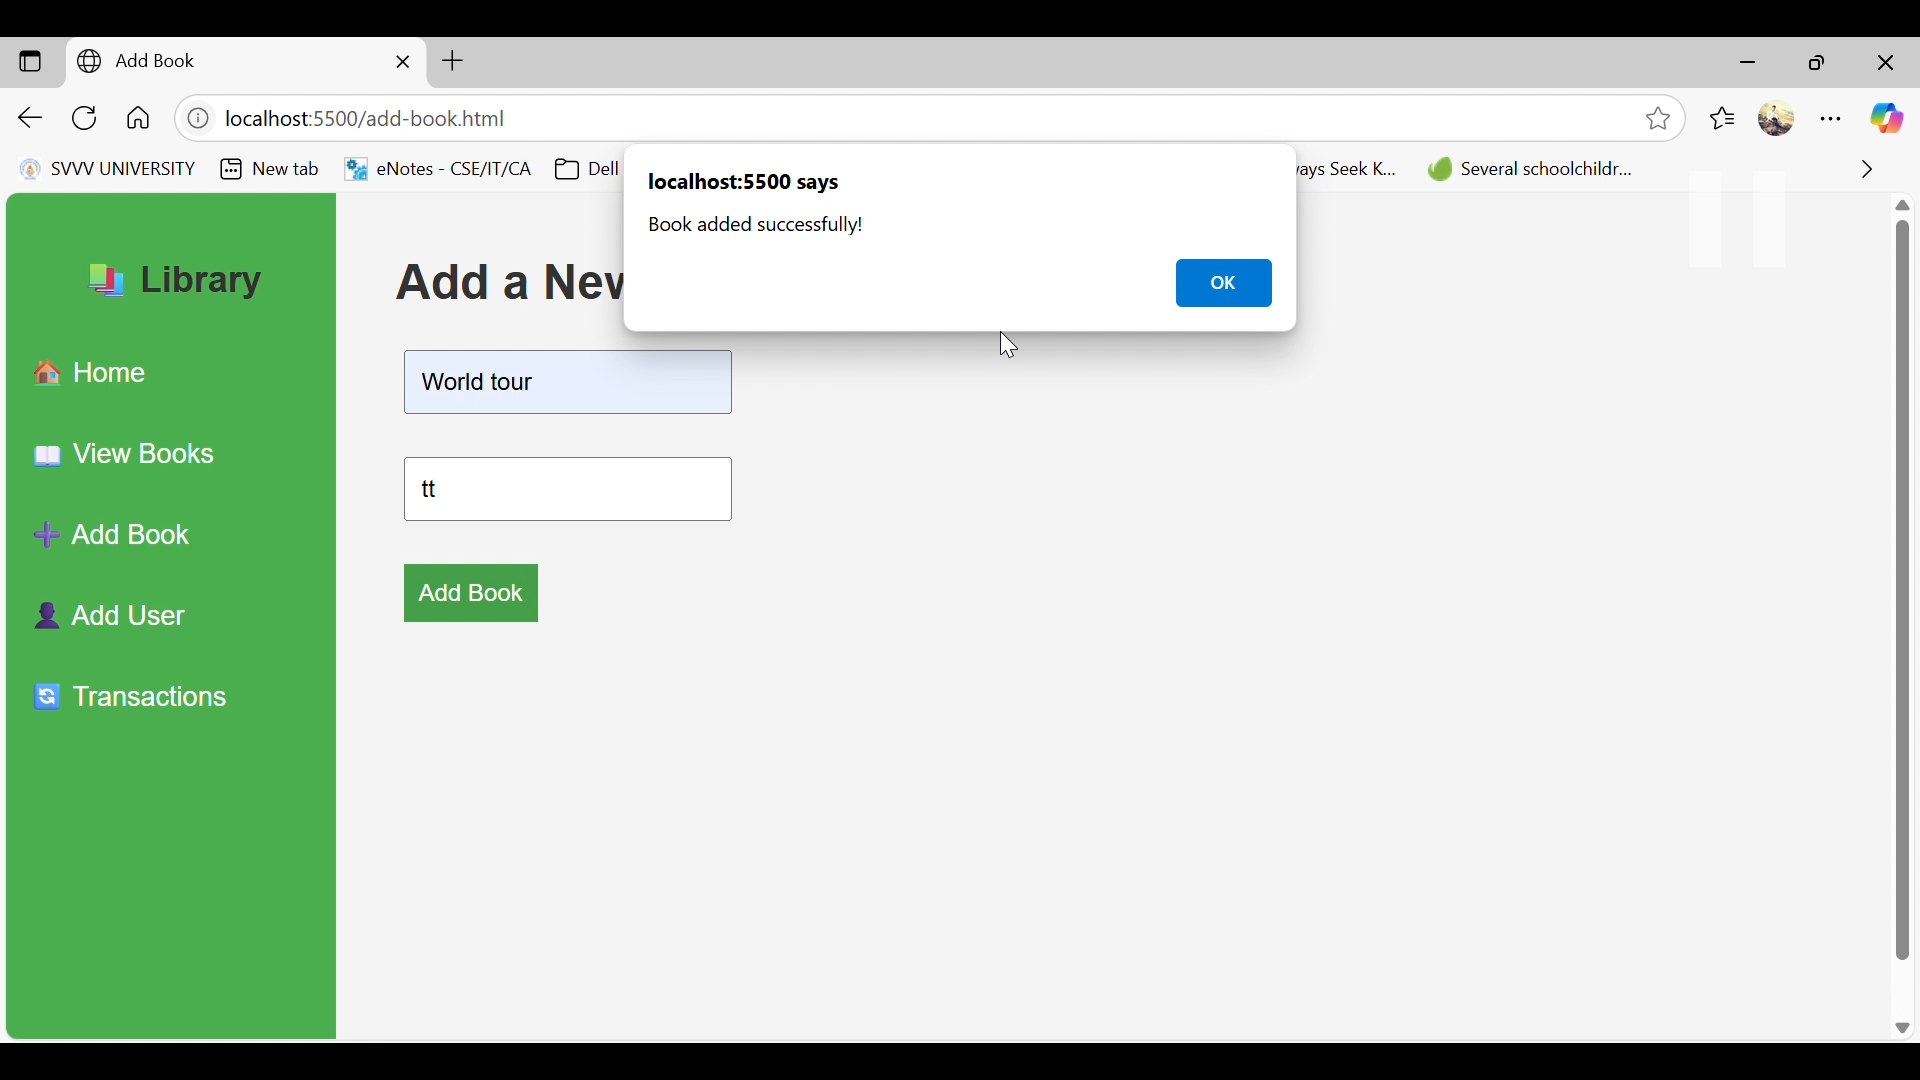 Add Book
localhost:5500/add-book.html
SVVV UNIVERSITY New tab eNotes - CSE/IT/CA Dell Seek K... Several schoolchildr...
localhost:5500 says
Book added successfully!
OK
Library
Add a New
Home
World tour
View Books
tt
Add Book
Add Book
Add User
Transactions